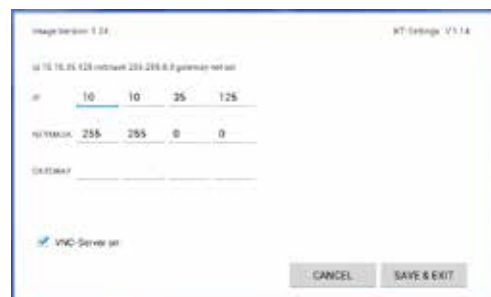 Image Version 1.24 NT-Settings V1.14
ip 10.10.35.125 netmask 255.255.0.0 gateway not set
IP 10 10 35 125
NETMASK 255 255 0 0
GATEWAY
VNC-Server on
CANCEL SAVE & EXIT